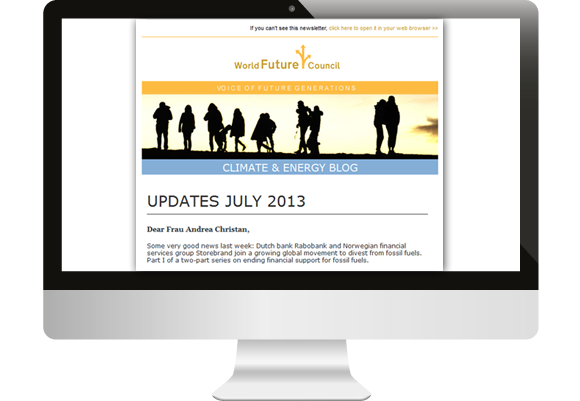 If you can't see this newsletter, click here to open it in your web browser >>
World Future Council
VOICE OF FUTURE GENERATIONS
CLIMATE & ENERGY BLOG
UPDATES JULY 2013
Dear Frau Andrea Christan,
Some very good news last week: Dutch bank Rabobank and Norwegian financial
services group Storebrand join a growing global movement to divest from fossil fuels.
Part I of a two-part series on ending financial support for fossil fuels.